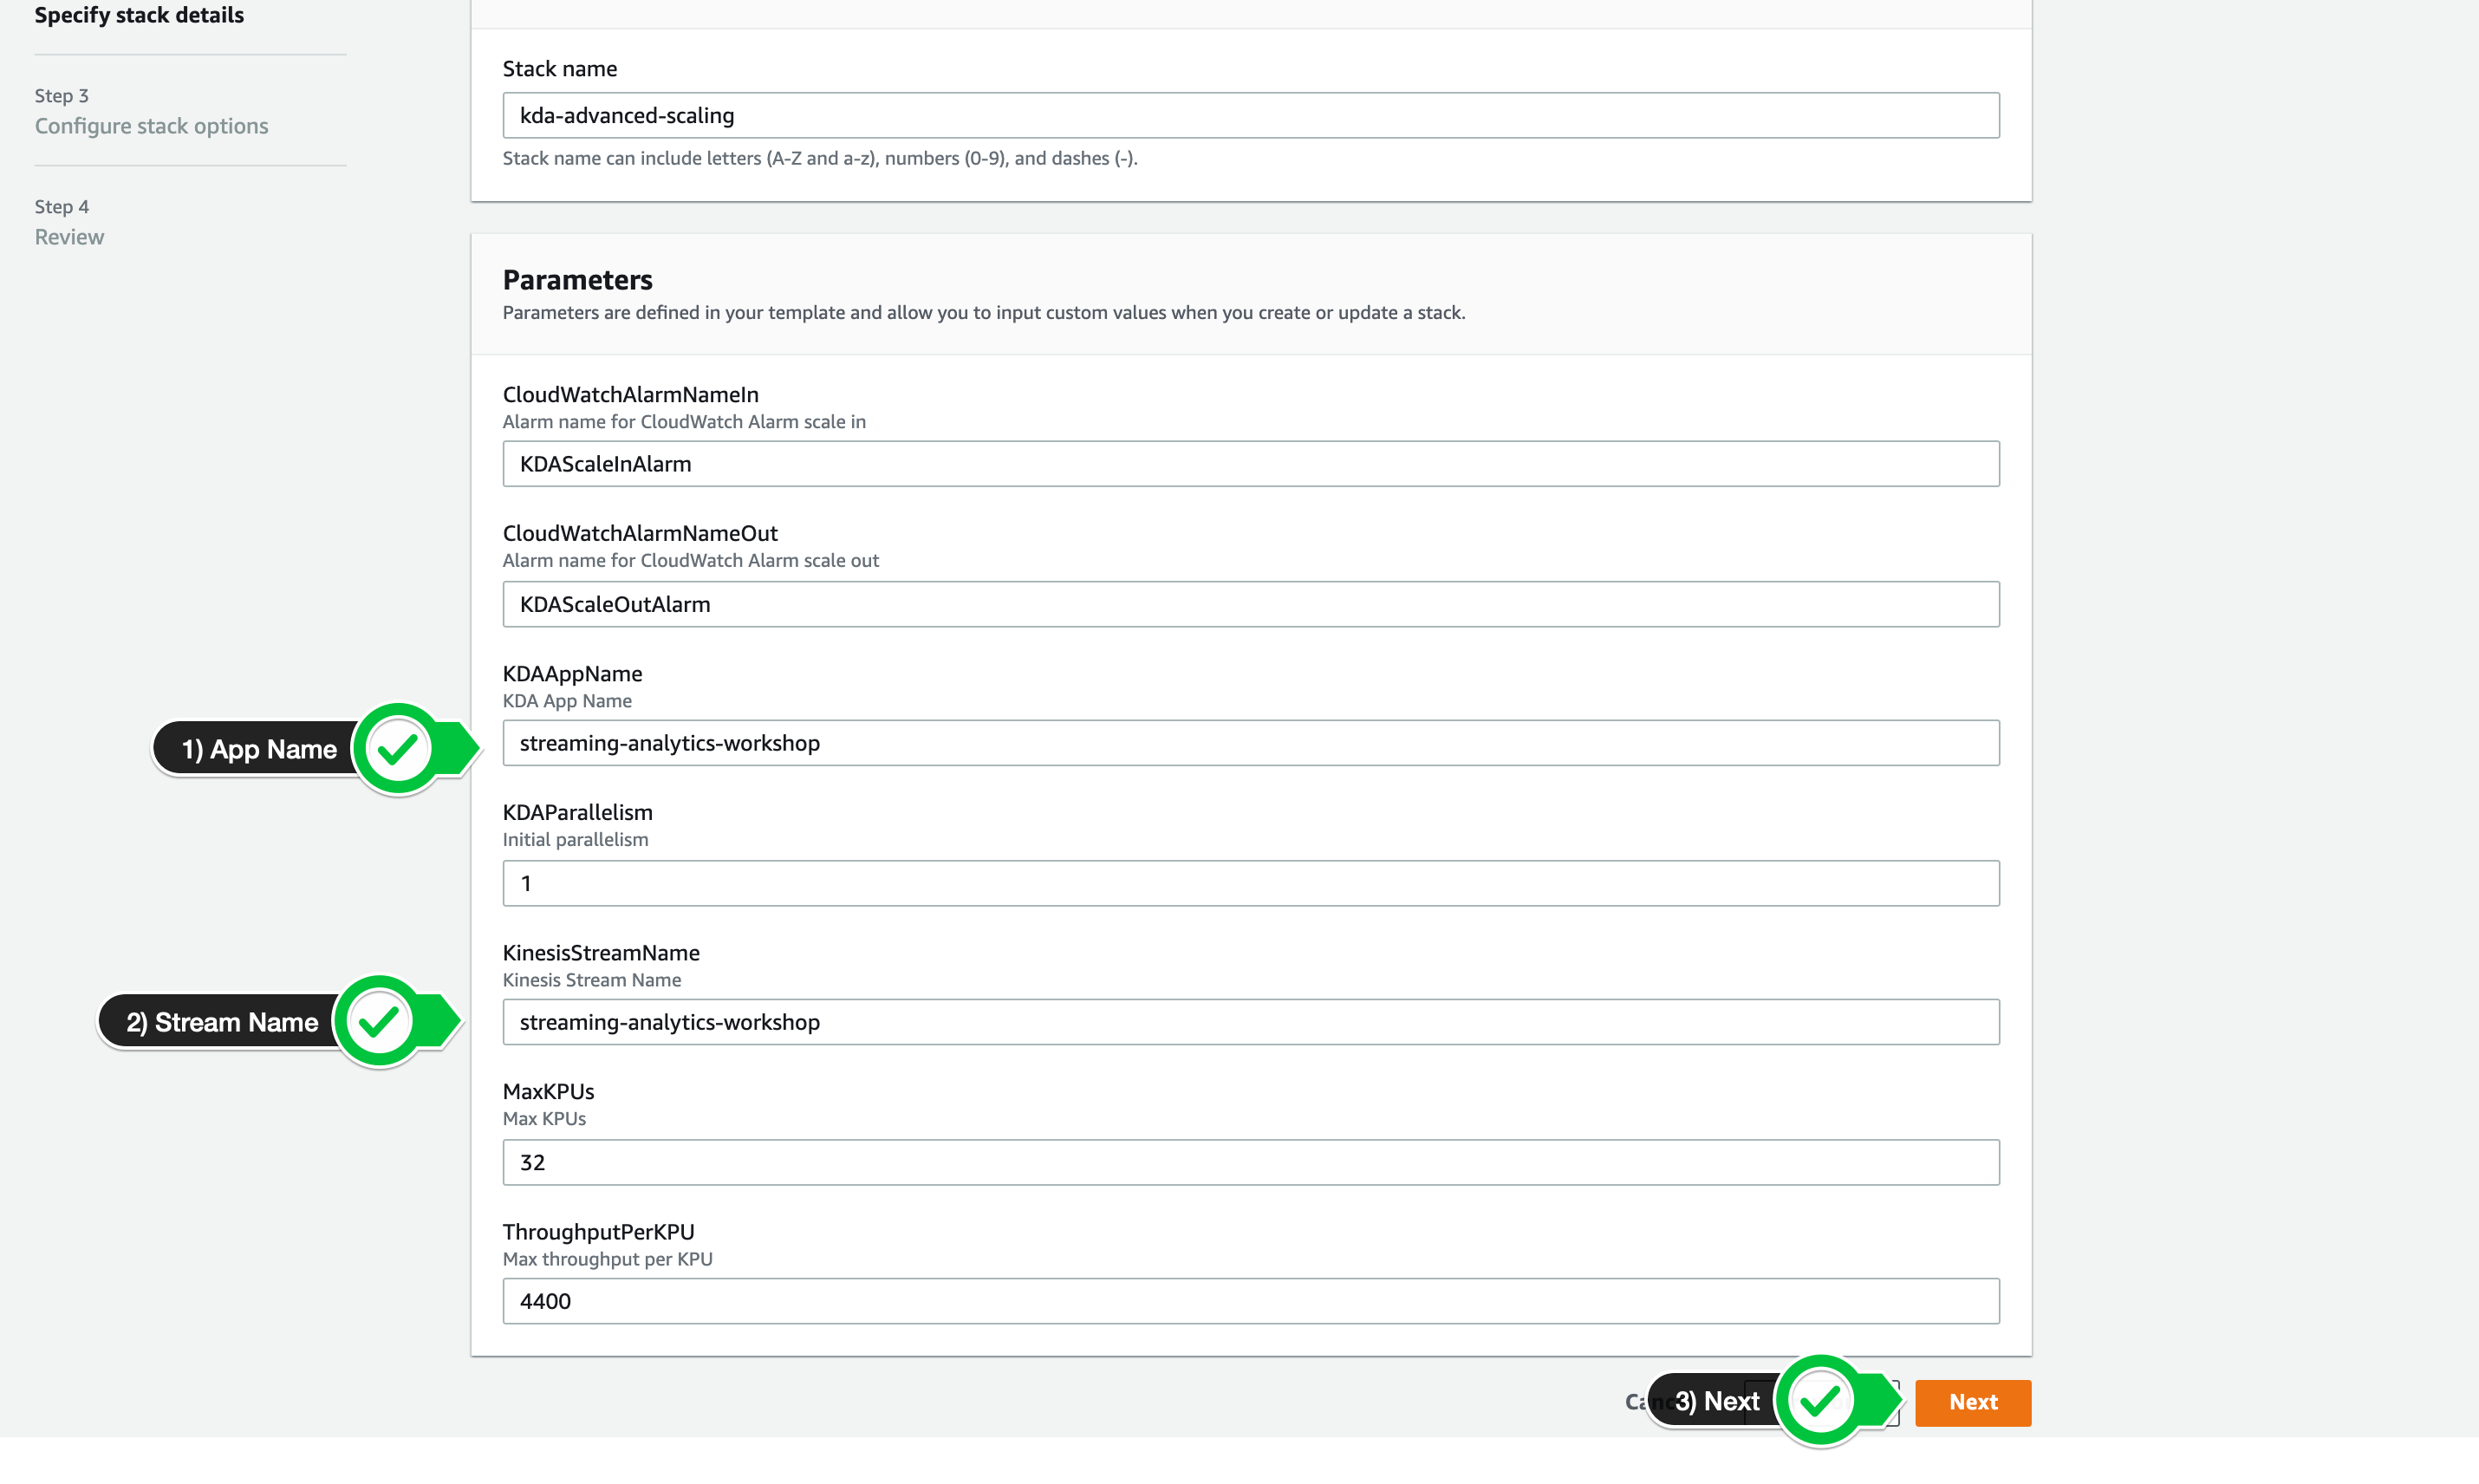 Specify stack details
Step 3
Configure stack options
Step 4
Review
Stack name
kda-advanced-scaling
Stack name can include letters (A-Z and a-z), numbers (0-9), and dashes (-).
Parameters
Parameters are defined in your template and allow you to input custom values when you create or update a stack.
CloudWatchAlarmNameIn
Alarm name for CloudWatch Alarm scale in
KDAScaleInAlarm
CloudWatchAlarmNameOut
Alarm name for CloudWatch Alarm scale out
KDAScaleOutAlarm
KDAAppName
KDA App Name
1) App Name
streaming-analytics-workshop
KDAParallelism
Initial parallelism
1
KinesisStreamName
Kinesis Stream Name
2) Stream Name
streaming-analytics-workshop
MaxKPUs
Max KPUs
32
ThroughputPerKPU
Max throughput per KPU
4400
3) Next
Next